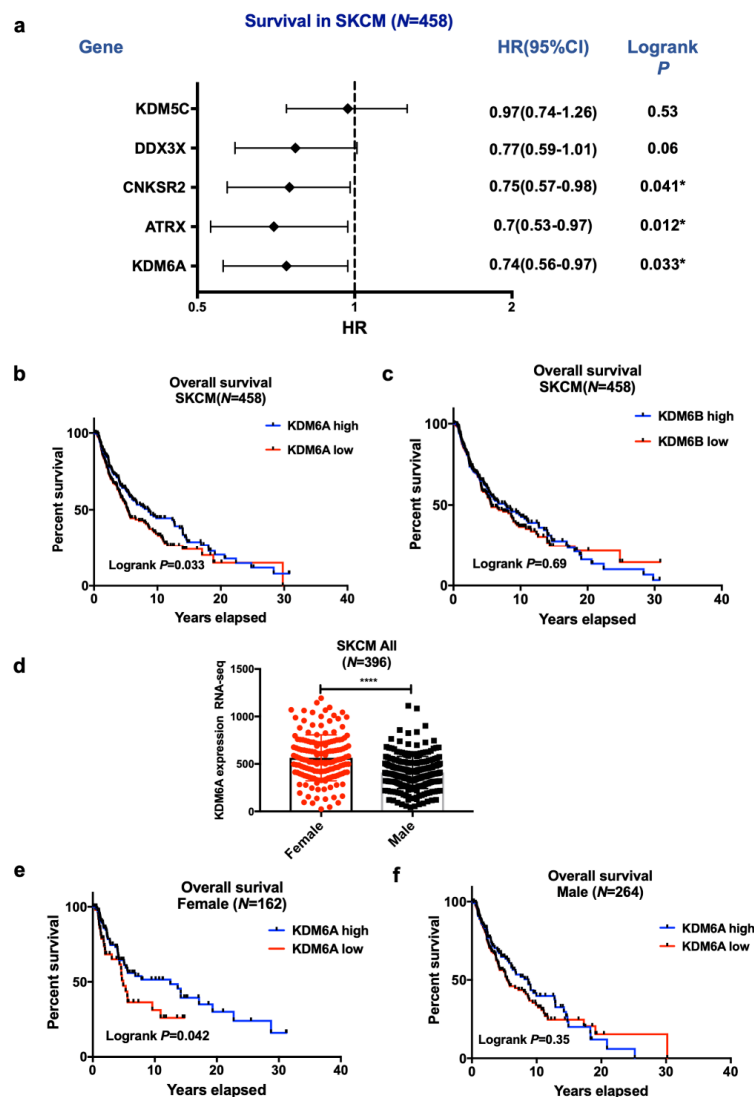 a
Survival in SKCM (N=458)
Gene HR(95%CI) Logrank
P
KDM5C 0.97(0.74-1.26) 0.53
DDX3X 0.77(0.59-1.01) 0.06
CNKSR2 0.75(0.57-0.98) 0.041*
ATRX 0.7(0.53-0.97) 0.012*
KDM6A 0.74(0.56-0.97) 0.033*
0.5 1 2
HR
b
Overall survival
SKCM(N=458)
KDM6A high
KDM6A low
Percent survival
100
50
0
Logrank P=0.033
0 10 20 30 40
Years elapsed
c
Overall survival
SKCM(N=458)
KDM6B high
KDM6B low
Percent survival
100
50
0
Logrank P=0.69
0 10 20 30 40
Years elapsed
d
SKCM All
(N=396)
****
KDM6A expression RNA-seq
1500
1000
500
0
Female Male
e
Overall surival
Female (N=162)
KDM6A high
KDM6A low
Percent survival
100
50
0
Logrank P=0.042
0 10 20 30 40
Years elapsed
f
Overall survival
Male (N=264)
KDM6A high
KDM6A low
Percent survival
100
50
0
Logrank P=0.35
0 10 20 30 40
Years elapsed